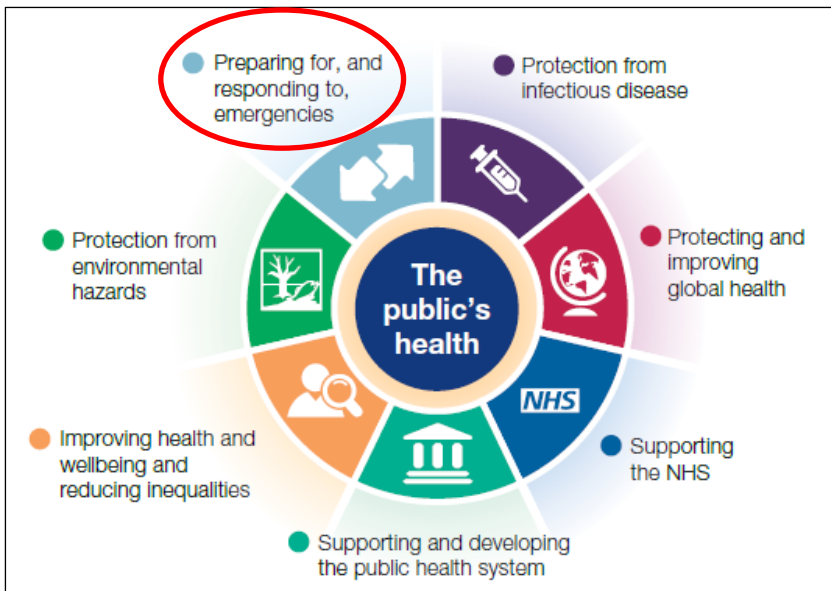 Preparing for, and
responding to,
emergencies
Protection from
infectious disease
Protection from
environmental
hazards
The
public's
health
Protecting and
improving
global health
NHS
Improving health and
wellbeing and
reducing inequalities
Supporting
the NHS
Supporting and developing
the public health system